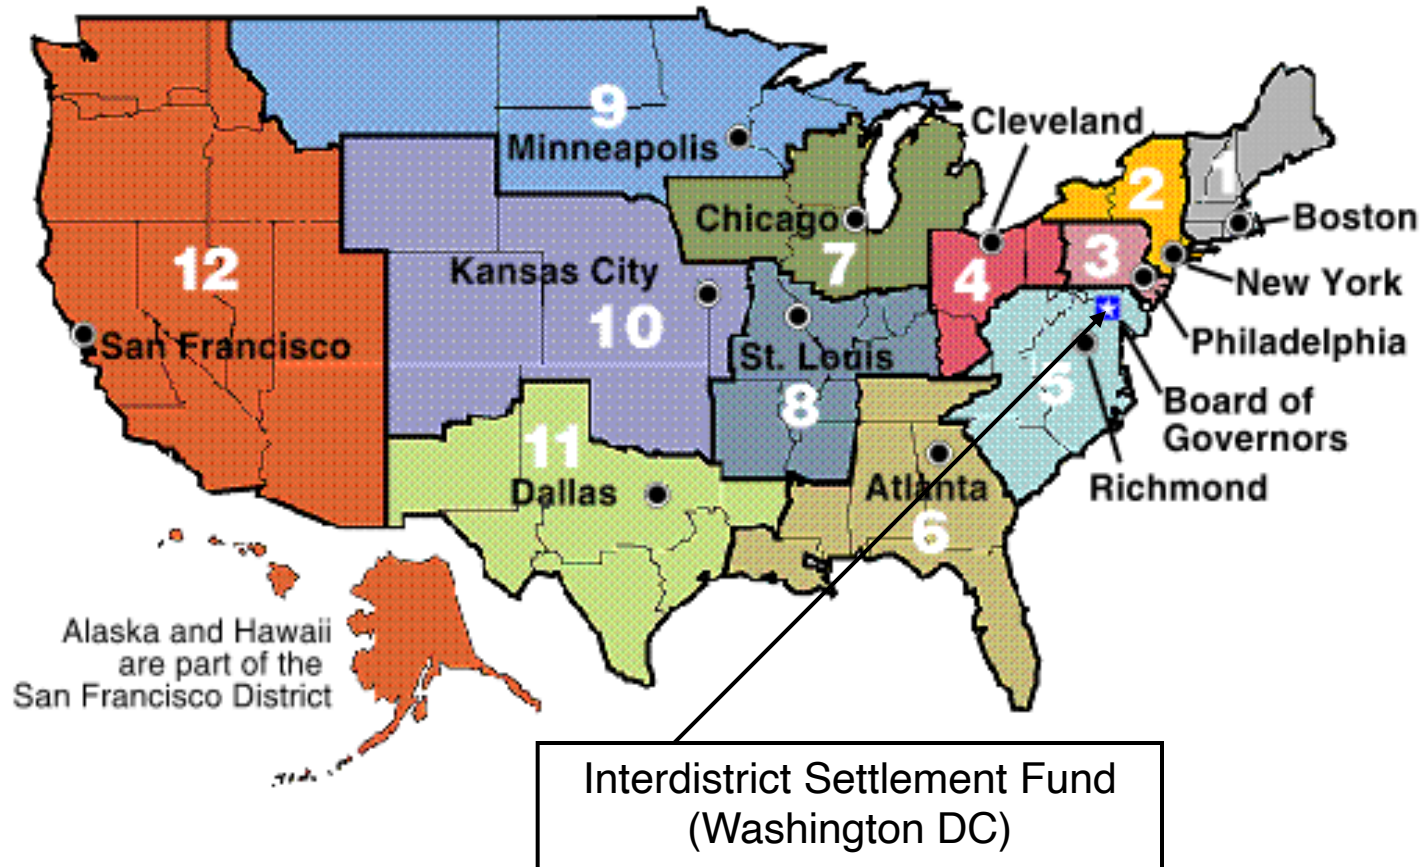 9
Minneapolis
Cleveland
1
2
Boston
Chicago
7
3
4
New York
12
Kansas City
10
San Francisco
St. Louis
Philadelphia
5
8
Board of
Governors
11
Dallas
Atlanta
6
Richmond
Alaska and Hawaii
are part of the
San Francisco District
Interdistrict Settlement Fund
(Washington DC)